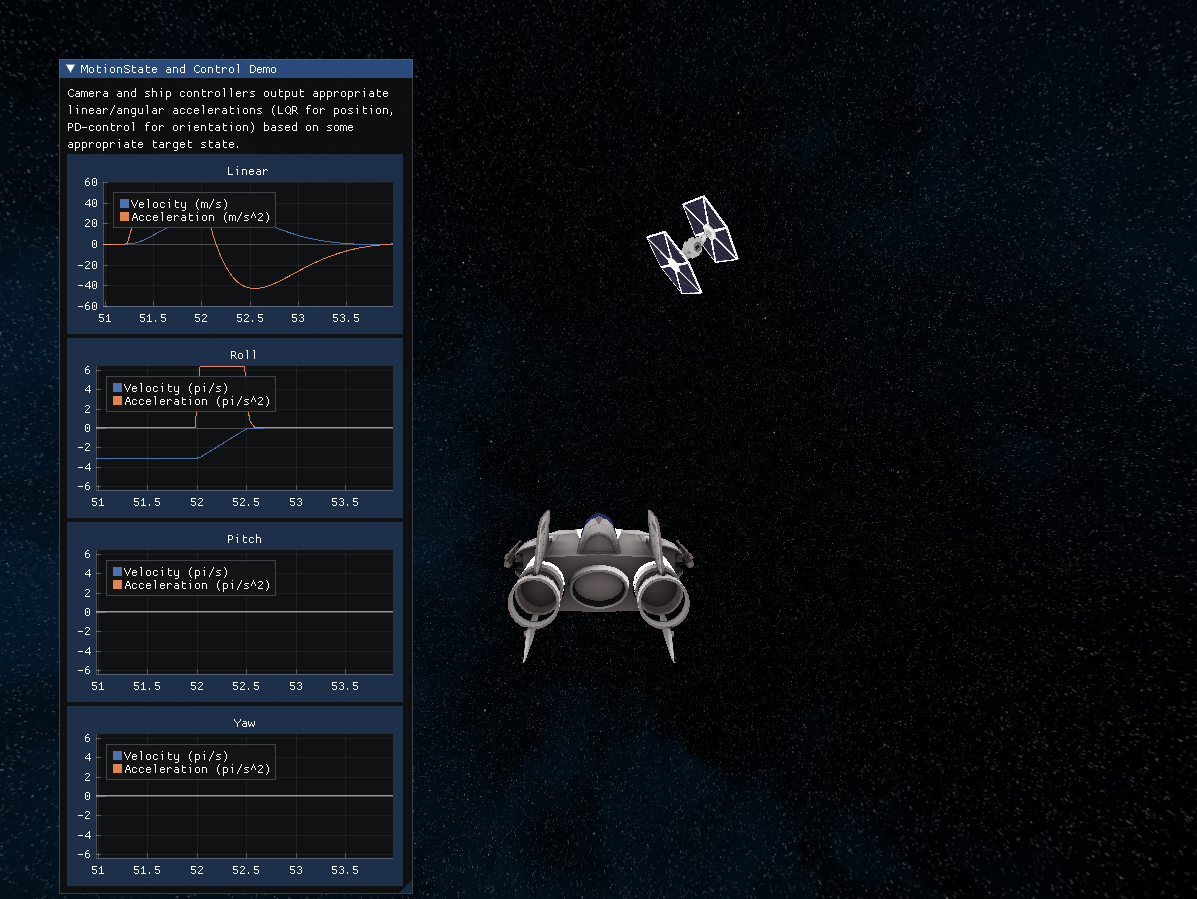 MotionState and Control Demo
Camera and ship controllers output appropriate
linear/angular accelerations (LQR for position,
PD-control for orientation) based on some
appropriate target state.
Linear
60
40
20
0
-20
-40
-60
Velocity (m/s)
Acceleration (m/s^2)
51 51.5 52 52.5 53 53.5
Roll
6
4
2
0
-2
-4
-6
Velocity (pi/s)
Acceleration (pi/s^2)
51 51.5 52 52.5 53 53.5
Pitch
6
4
2
0
-2
-4
-6
Velocity (pi/s)
Acceleration (pi/s^2)
51 51.5 52 52.5 53 53.5
Yaw
6
4
2
0
-2
-4
-6
Velocity (pi/s)
Acceleration (pi/s^2)
51 51.5 52 52.5 53 53.5